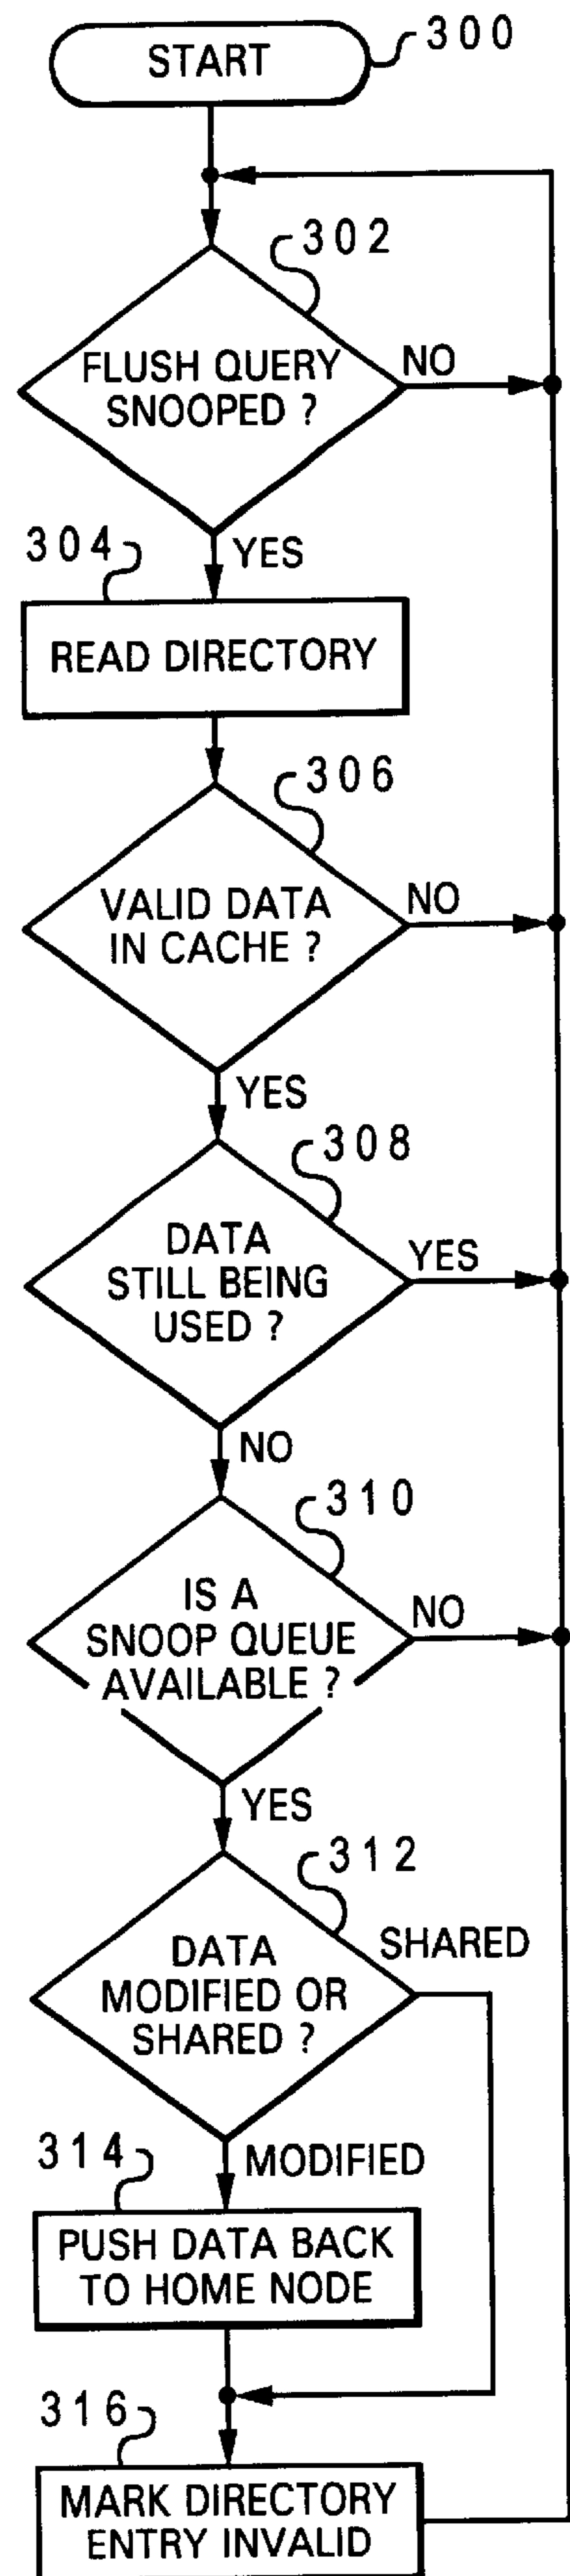 START
300
302
FLUSH QUERY
SNOOPED ?
NO
YES
304
READ DIRECTORY
306
VALID DATA
IN CACHE ?
NO
YES
308
DATA
STILL BEING
USED ?
YES
NO
310
IS A
SNOOP QUEUE
AVAILABLE ?
NO
YES
312
DATA
MODIFIED OR
SHARED ?
SHARED
MODIFIED
314
PUSH DATA BACK
TO HOME NODE
316
MARK DIRECTORY
ENTRY INVALID